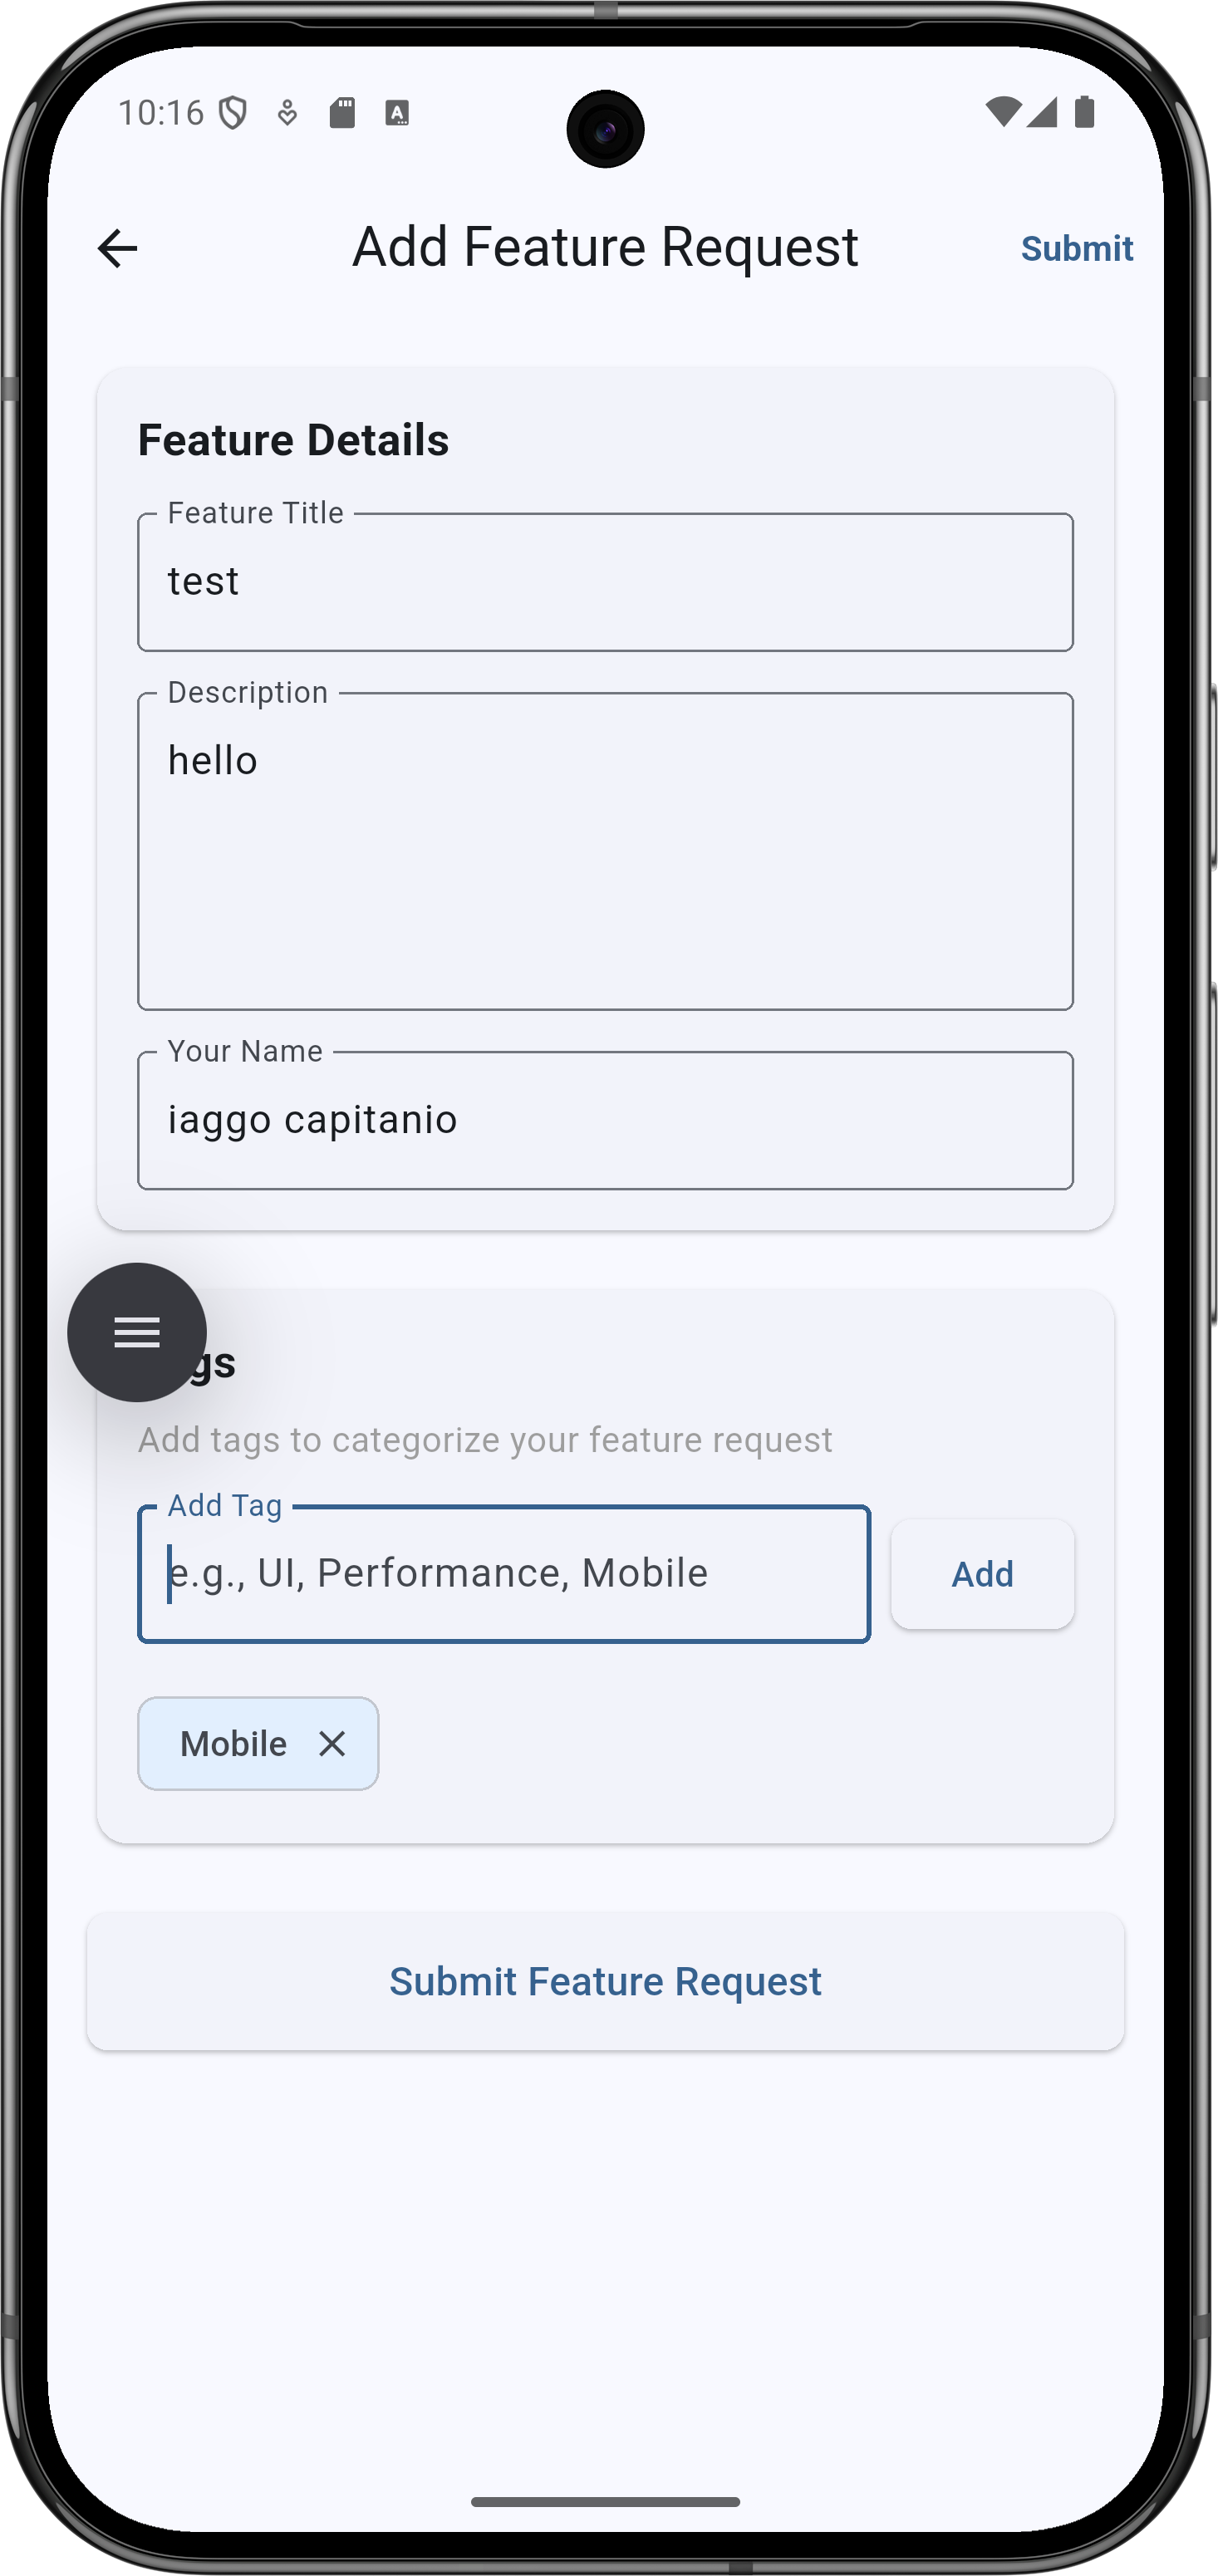 10:16
Add Feature Request
Submit
Feature Details
Feature Title
test
Description
hello
Your Name
iaggo capitanio
gs
Add tags to categorize your feature request
Add Tag
e.g., UI, Performance, Mobile
Add
Mobile
Submit Feature Request